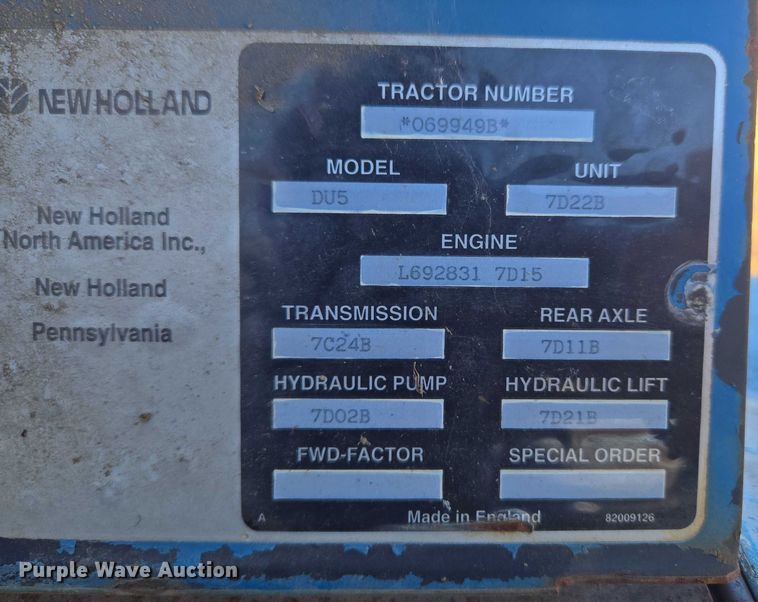 NEW HOLLAND
New Holland
North America Inc.,
New Holland
Pennsylvania
TRACTOR NUMBER
*069949B*
MODEL UNIT
DU5 7D22B
ENGINE
L692831 7D15
TRANSMISSION REAR AXLE
7C24B 7D11B
HYDRAULIC PUMP HYDRAULIC LIFT
7D02B 7D21B
FWD-FACTOR SPECIAL ORDER
A Made in England 82009126
Purple Wave Auction